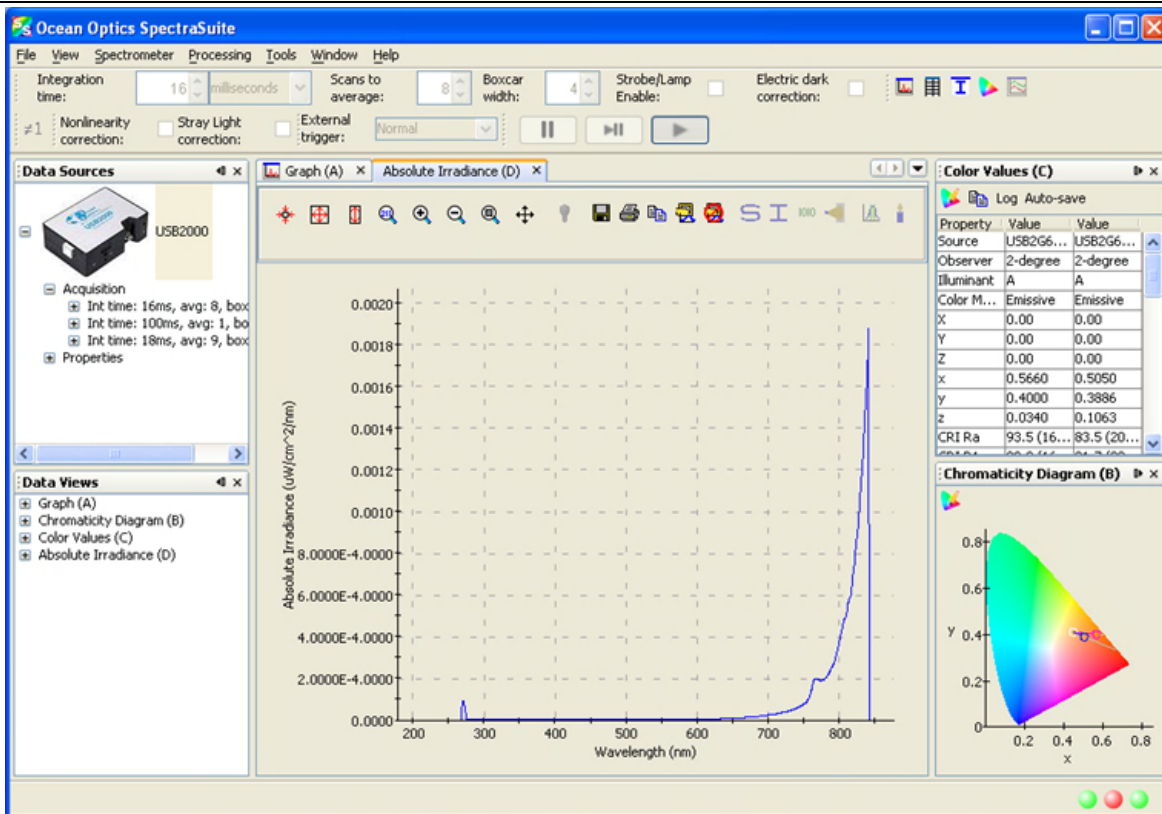 Ocean Optics SpectraSuite
File View Spectrometer Processing Tools Window Help
Integration time: 16 milliseconds Scans to average: 8 Boxcar width: 4 Strobe/Lamp Enable: Electric dark correction:
≠1 Nonlinearity correction: Stray Light correction: External trigger: Normal
Data Sources
USB2000
Acquisition
Int time: 16ms, avg: 8, box
Int time: 100ms, avg: 1, bo
Int time: 18ms, avg: 9, box
Properties
Data Views
Graph (A)
Chromaticity Diagram (B)
Color Values (C)
Absolute Irradiance (D)
Graph (A) Absolute Irradiance (D)
Absolute Irradiance (uW/cm^2/nm)
0.0020
0.0018
0.0016
0.0014
0.0012
0.0010
8.0000E-4.0000
6.0000E-4.0000
4.0000E-4.0000
2.0000E-4.0000
0.0000
200 300 400 500 600 700 800
Wavelength (nm)
Color Values (C)
Log Auto-save
Property Value Value
Source USB2G6... USB2G6...
Observer 2-degree 2-degree
Illuminant A A
Color M... Emissive Emissive
X 0.00 0.00
Y 0.00 0.00
Z 0.00 0.00
x 0.5660 0.5050
y 0.4000 0.3886
z 0.0340 0.1063
CRI Ra 93.5 (16... 83.5 (20...
Chromaticity Diagram (B)
0.8
0.6
y 0.4
0.2
0
0.2 0.4 0.6 0.8
x